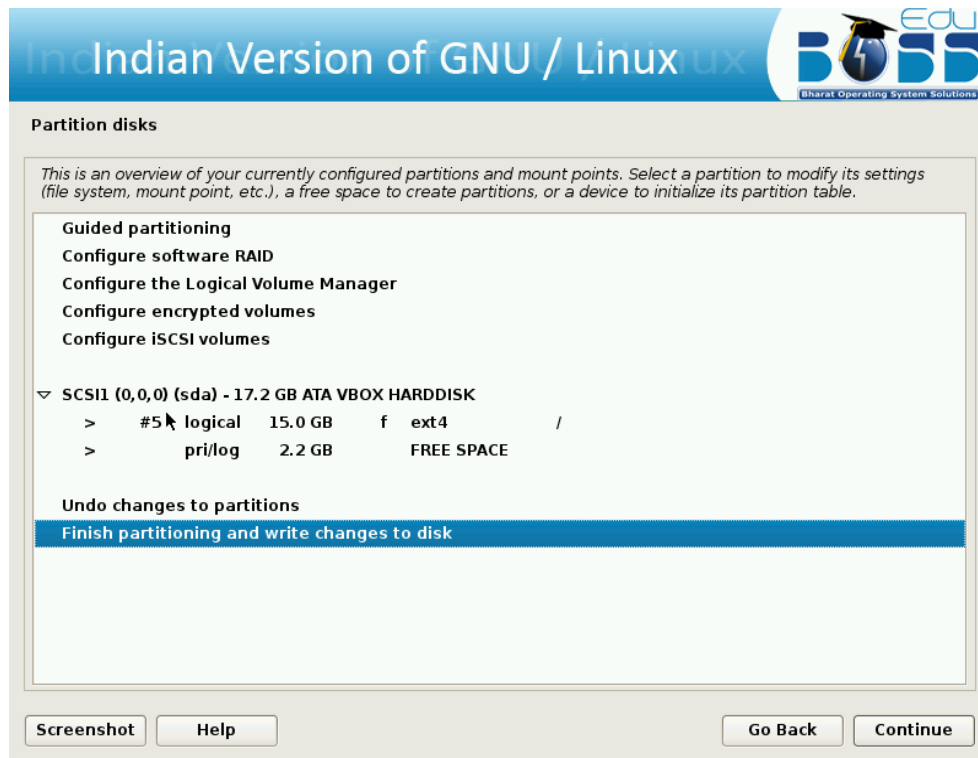 Indian Version of GNU / Linux
Edu
BOSS
Bharat Operating System Solutions
Partition disks
This is an overview of your currently configured partitions and mount points. Select a partition to modify its settings
(file system, mount point, etc.), a free space to create partitions, or a device to initialize its partition table.
Guided partitioning
Configure software RAID
Configure the Logical Volume Manager
Configure encrypted volumes
Configure iSCSI volumes
SCSI1 (0,0,0) (sda) - 17.2 GB ATA VBOX HARDDISK
> #5 logical 15.0 GB f ext4 /
> pri/log 2.2 GB FREE SPACE
Undo changes to partitions
Finish partitioning and write changes to disk
Screenshot Help Go Back Continue